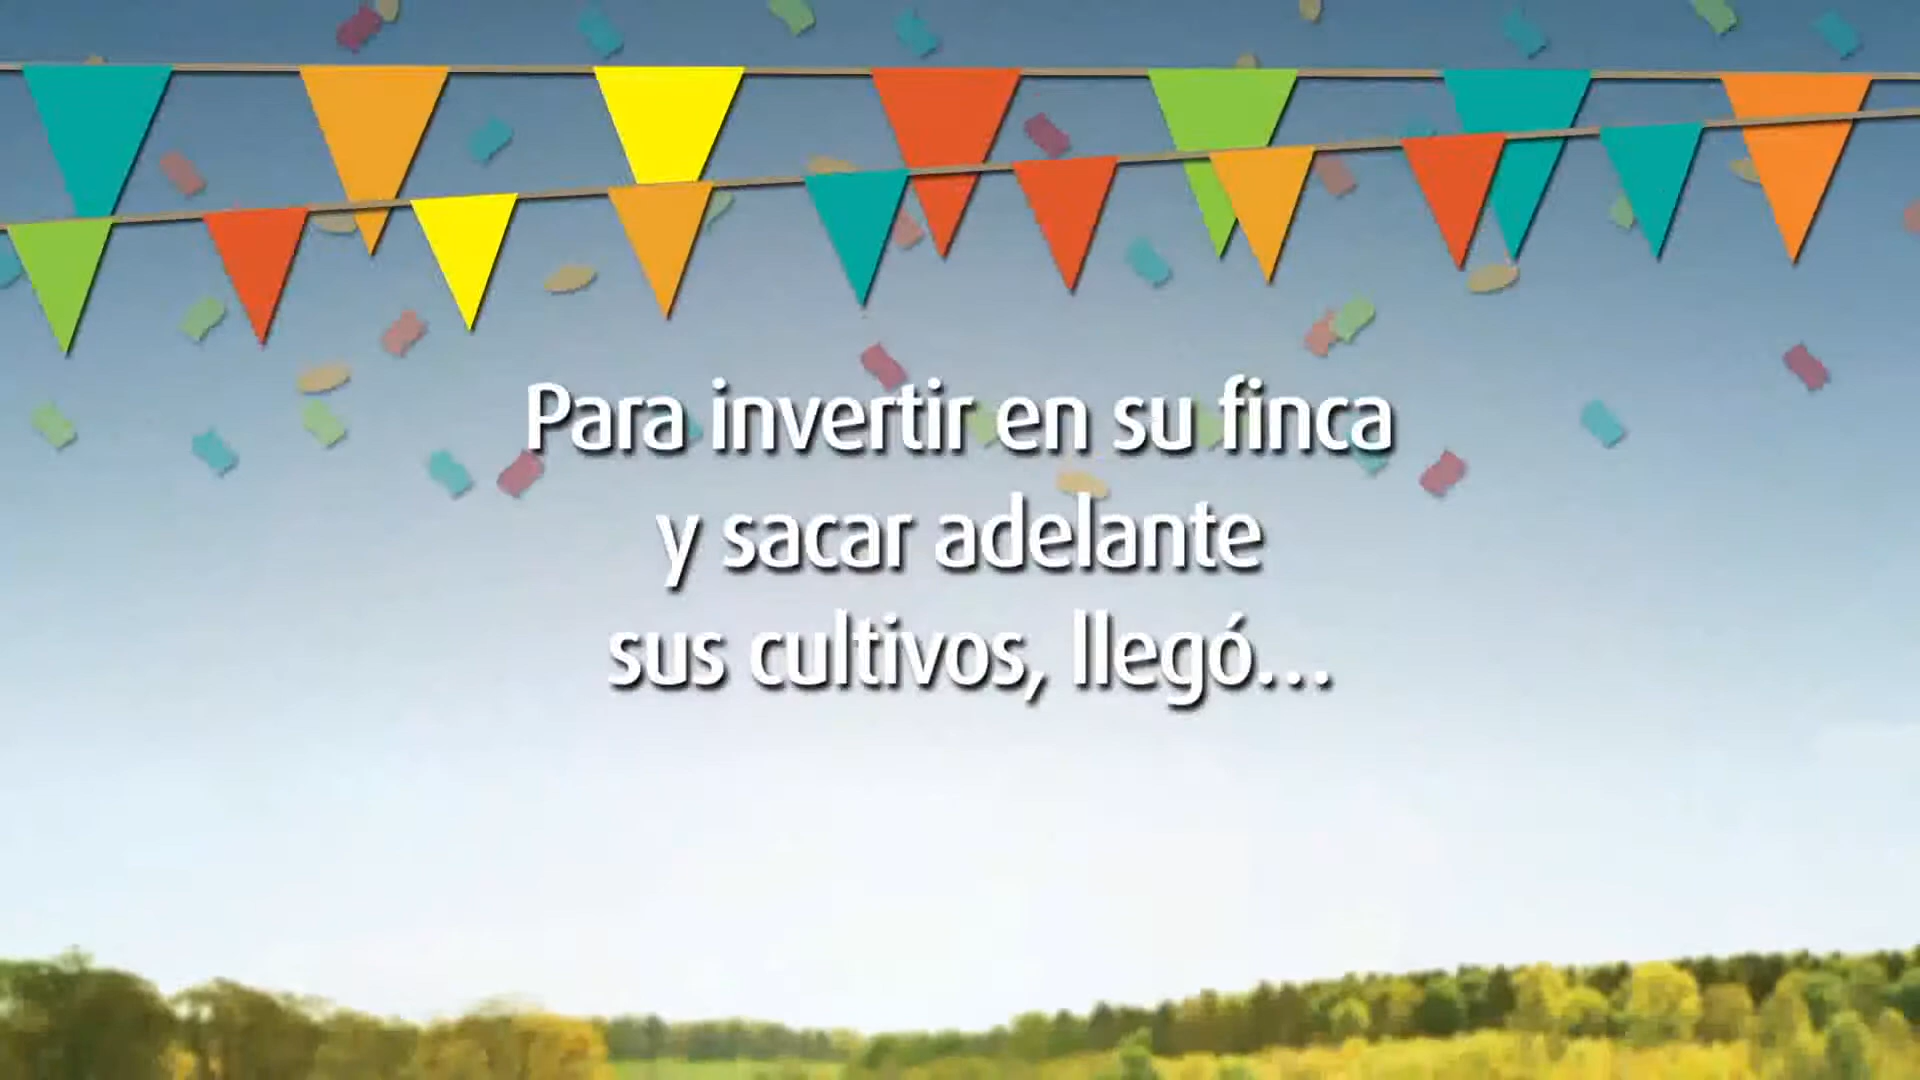 Para invertir en su finca
y sacar adelante
sus cultivos, llegó...